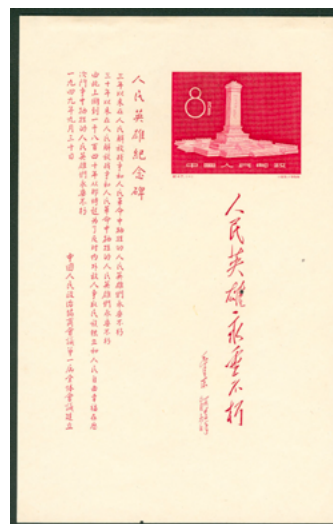 8
中国人民邮政
人民英雄永垂不朽
毛泽东
人民英雄紀念碑
三年以來在人民解放戰爭和人民革命中犧牲的人民英雄們永垂不朽
三十年以來在人民解放戰爭和人民革命中犧牲的人民英雄們永垂不朽
由此上溯到一千八百四十年從那時起爲了反對内外敵人爭取民族獨立和人民自由幸福在歷
次鬥爭中犧牲的人民英雄們永垂不朽
一九四九年九月三十日
中國人民政治協商會議第一屆全體會議建立